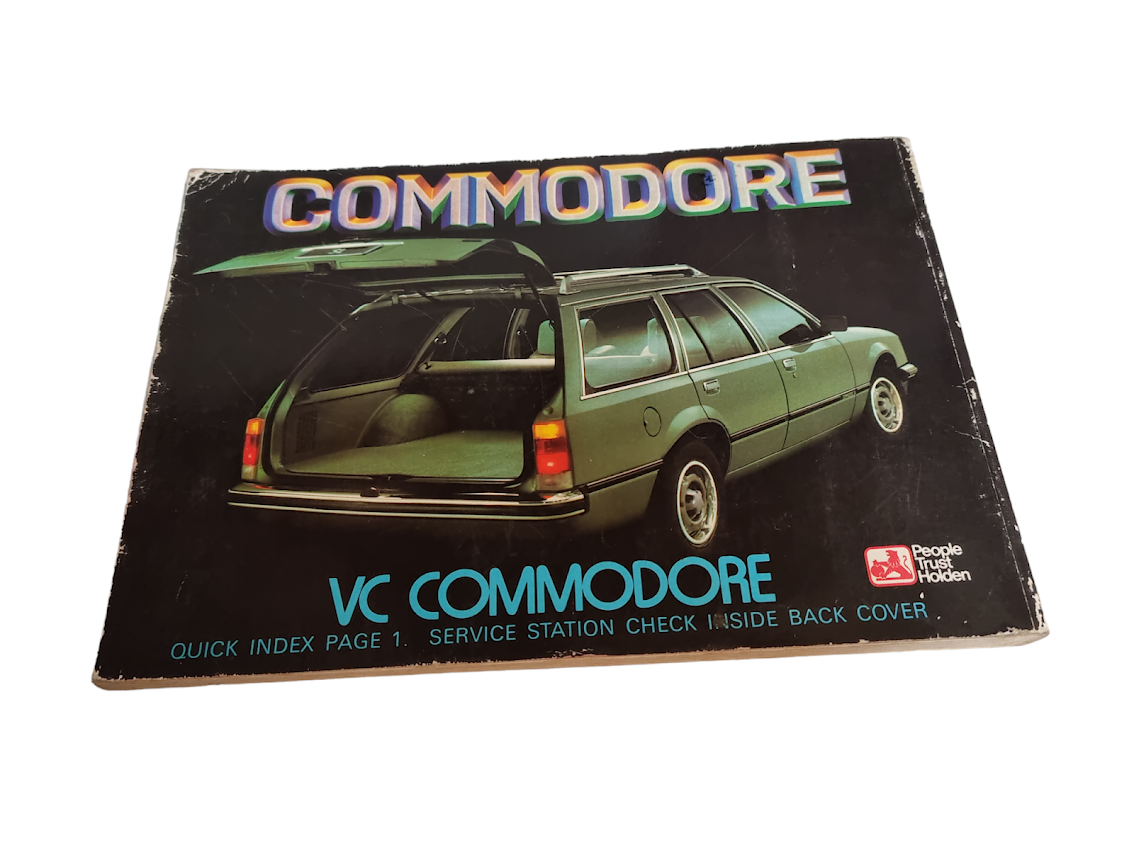 COMMODORE
VC COMMODORE
QUICK INDEX PAGE 1. SERVICE STATION CHECK INSIDE BACK COVER
People
Trust
Holden